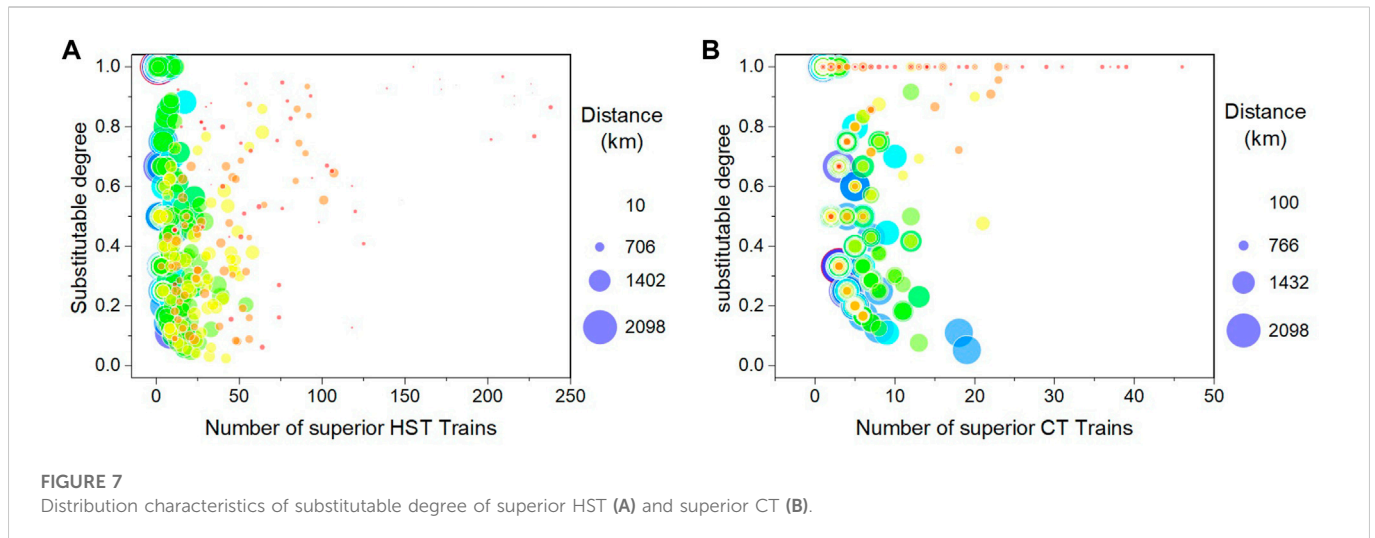 A
Substitutable degree
1.0
0.8
0.6
0.4
0.2
0.0
0 50 100 150 200 250
Number of superior HST Trains
Distance
(km)
10
706
1402
2098
B
substitutable degree
1.0
0.8
0.6
0.4
0.2
0.0
0 10 20 30 40 50
Number of superior CT Trains
Distance
(km)
100
766
1432
2098
FIGURE 7
Distribution characteristics of substitutable degree of superior HST (A) and superior CT (B).